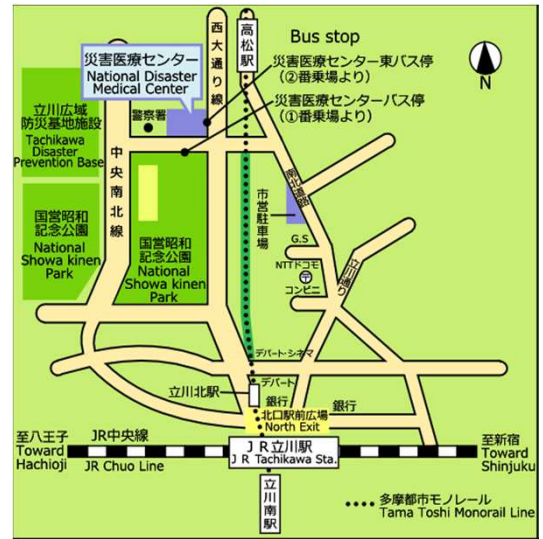 西大通り線
高松駅
Bus stop
災害医療センター
National Disaster
Medical Center
災害医療センター東バス停
（②番乗場より）
災害医療センターバス停
（①番乗場より）
N
立川広域
防災基地施設
Tachikawa
Disaster
Prevention Base
警察署
中央南北線
南北道路
市営駐車場
国営昭和
記念公園
National
Showa kinen
Park
国営昭和
記念公園
National
Showa kinen
Park
G.S
NTTドコモ
〒
コンビニ
立川通り
デパート・シネマ
デパート
立川北駅
銀行
銀行
北口駅前広場
North Exit
至八王子
Toward
Hachioji
JR中央線
JR Chuo Line
ＪＲ立川駅
J R Tachikawa Sta.
至新宿
Toward
Shinjuku
立川南駅
多摩都市モノレール
Tama Toshi Monorail Line